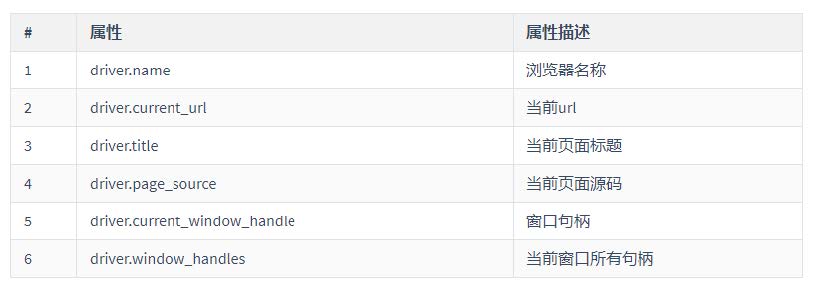 # 属性 属性描述
1 driver.name 浏览器名称
2 driver.current_url 当前url
3 driver.title 当前页面标题
4 driver.page_source 当前页面源码
5 driver.current_window_handle 窗口句柄
6 driver.window_handles 当前窗口所有句柄